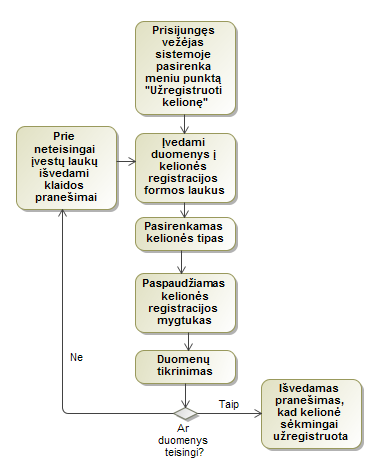 Prisijungęs
vežėjas
sistemoje
pasirenka
meniu punktą
"Užregistruoti
kelionę"
Prie
neteisingai
įvestų laukų
išvedami
klaidos
pranešimai
Įvedami
duomenys į
kelionės
registracijos
formos laukus
Pasirenkamas
kelionės tipas
Paspaudžiamas
kelionės
registracijos
mygtukas
Duomenų
tikrinimas
Ne
Taip
Ar
duomenys
teisingi?
Išvedamas
pranešimas,
kad kelionė
sėkmingai
užregistruota